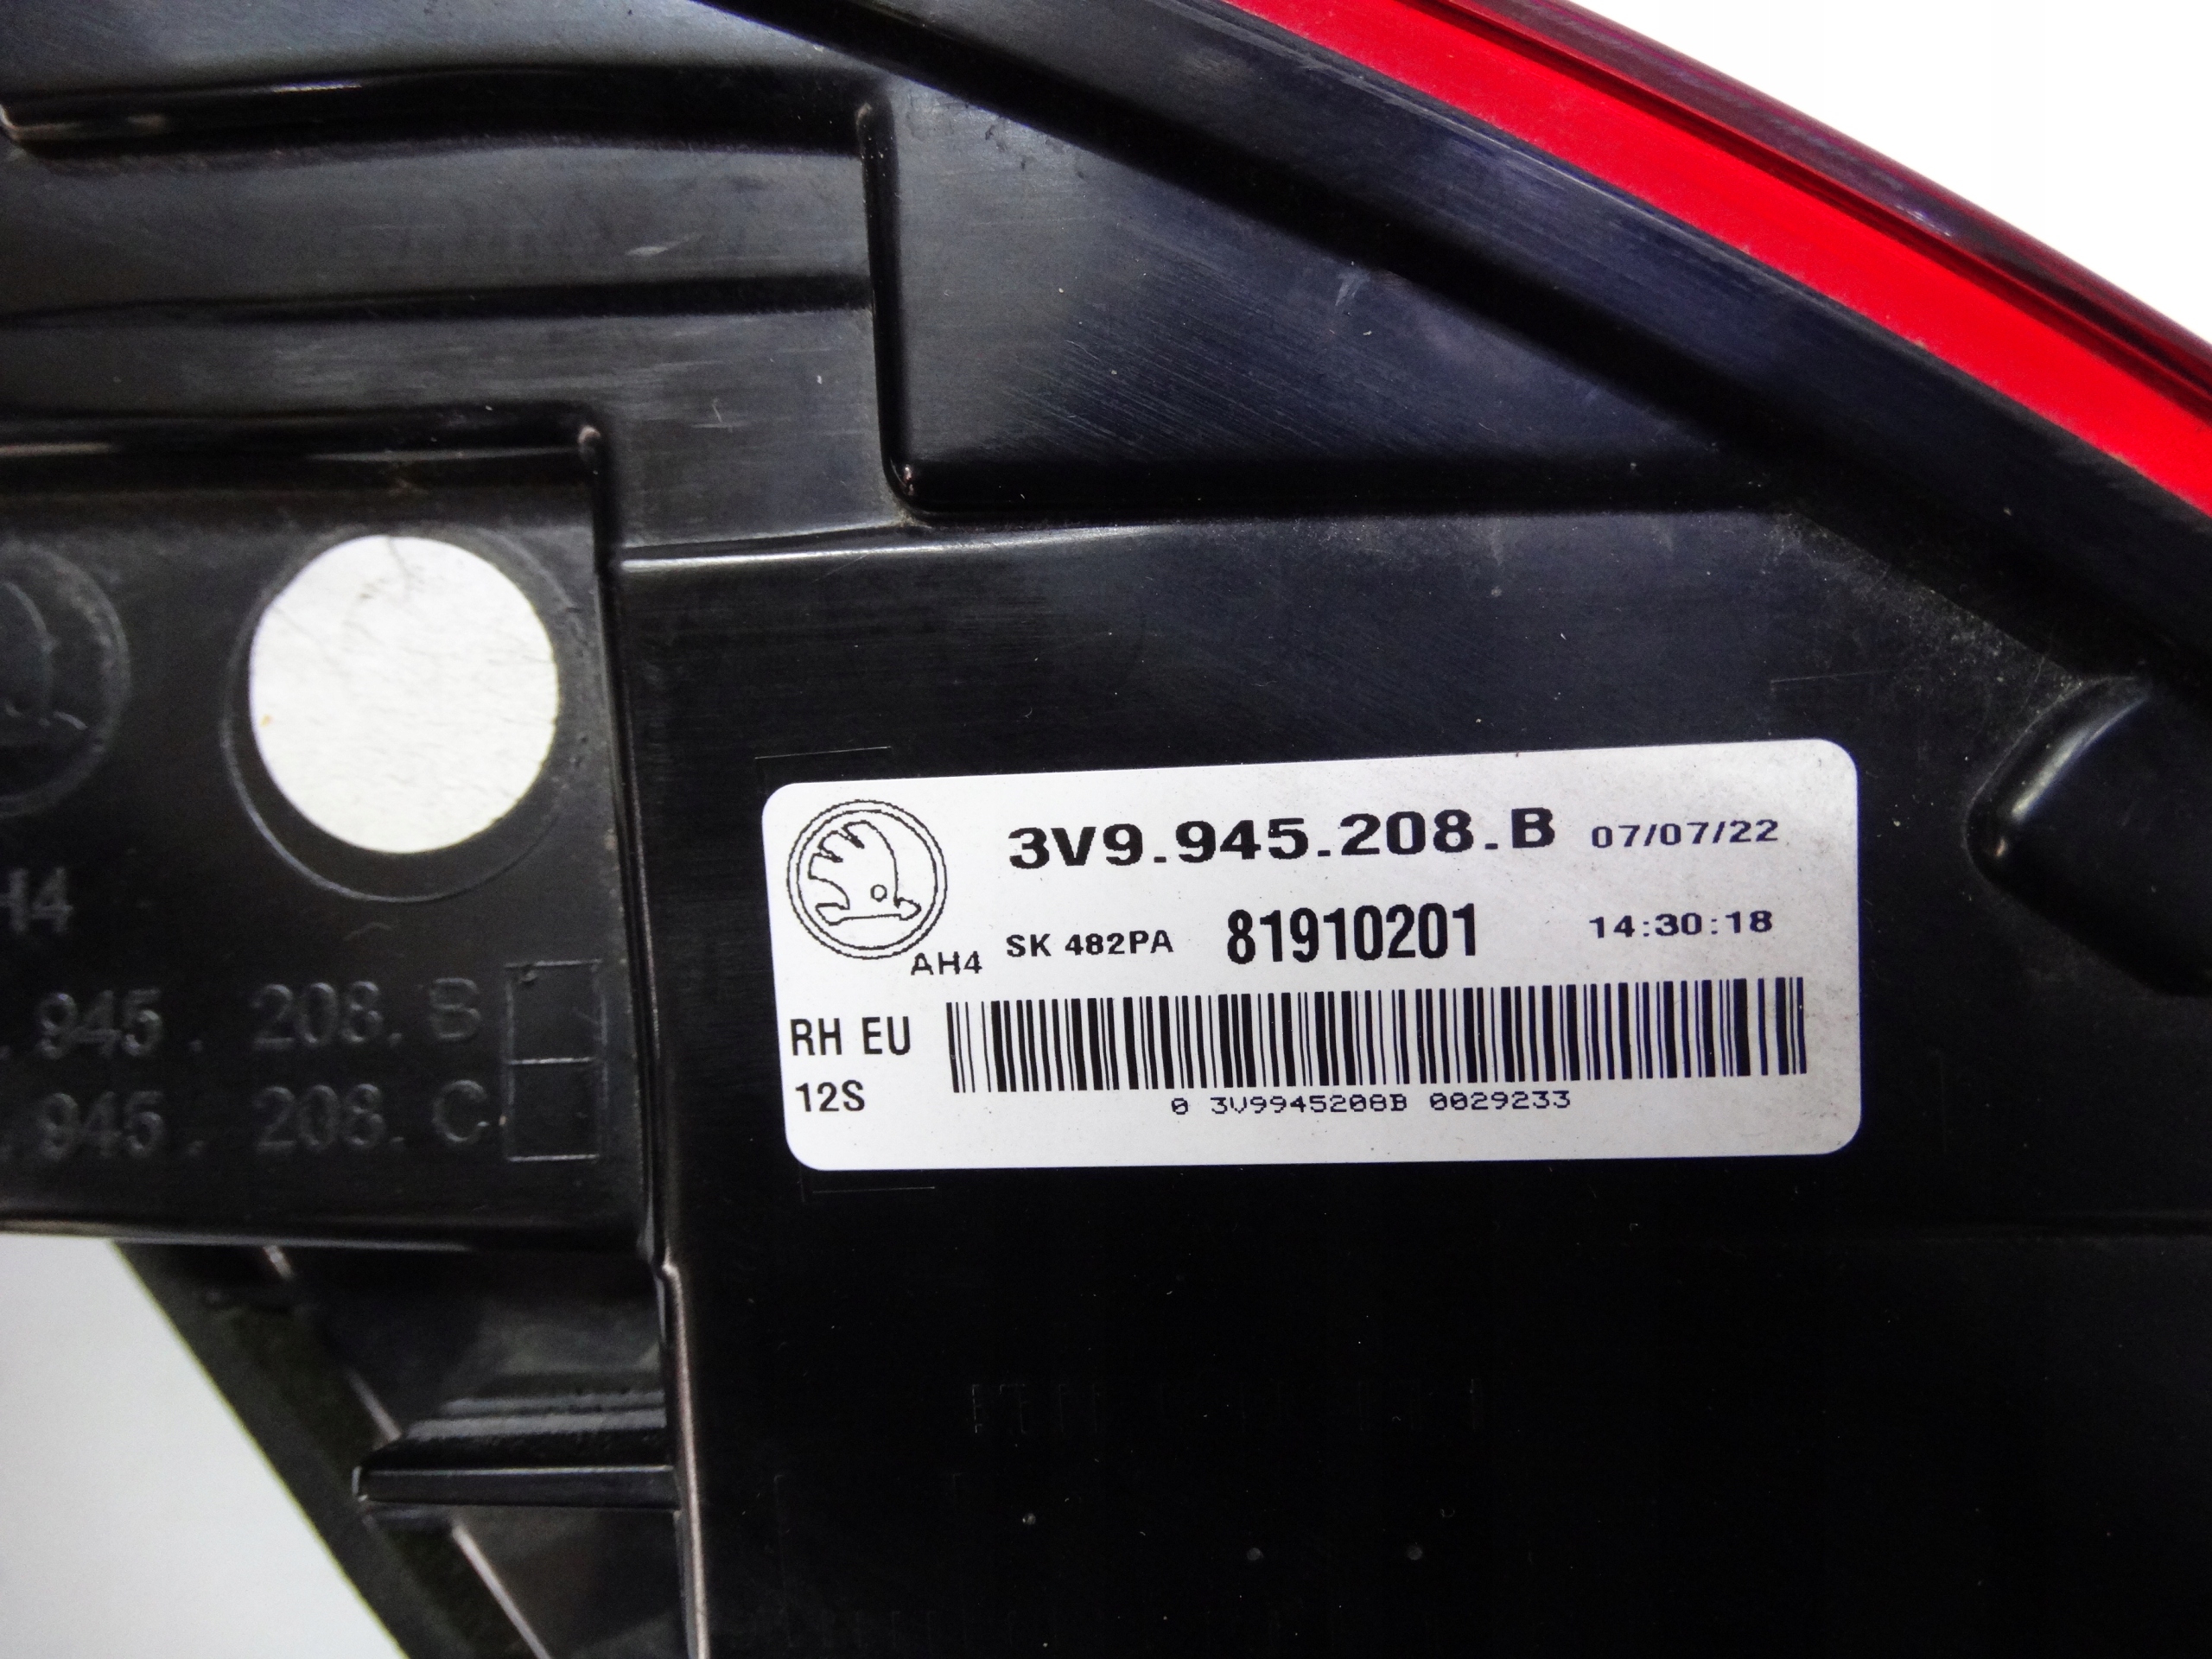 H4
.945. 208. B
.945. 208. C
3V9.945.208.B 07/07/22
AH4 SK 482PA 81910201 14:30:18
RH EU
12S
0 3V9945208B 0029233